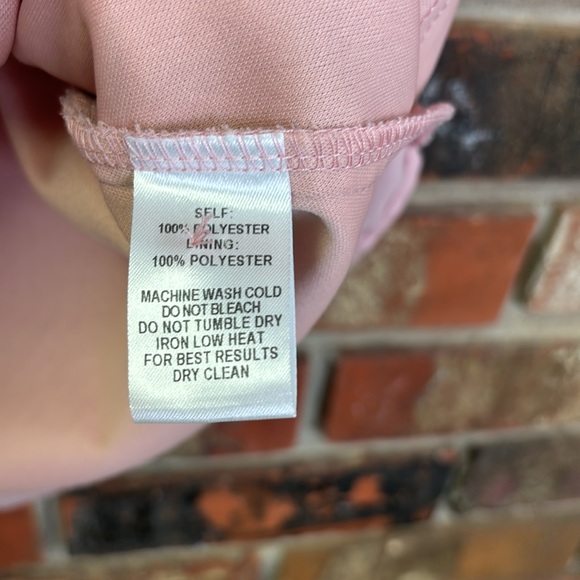 SELF:
100% POLYESTER
LINING:
100% POLYESTER
MACHINE WASH COLD
DO NOT BLEACH
DO NOT TUMBLE DRY
IRON LOW HEAT
FOR BEST RESULTS
DRY CLEAN